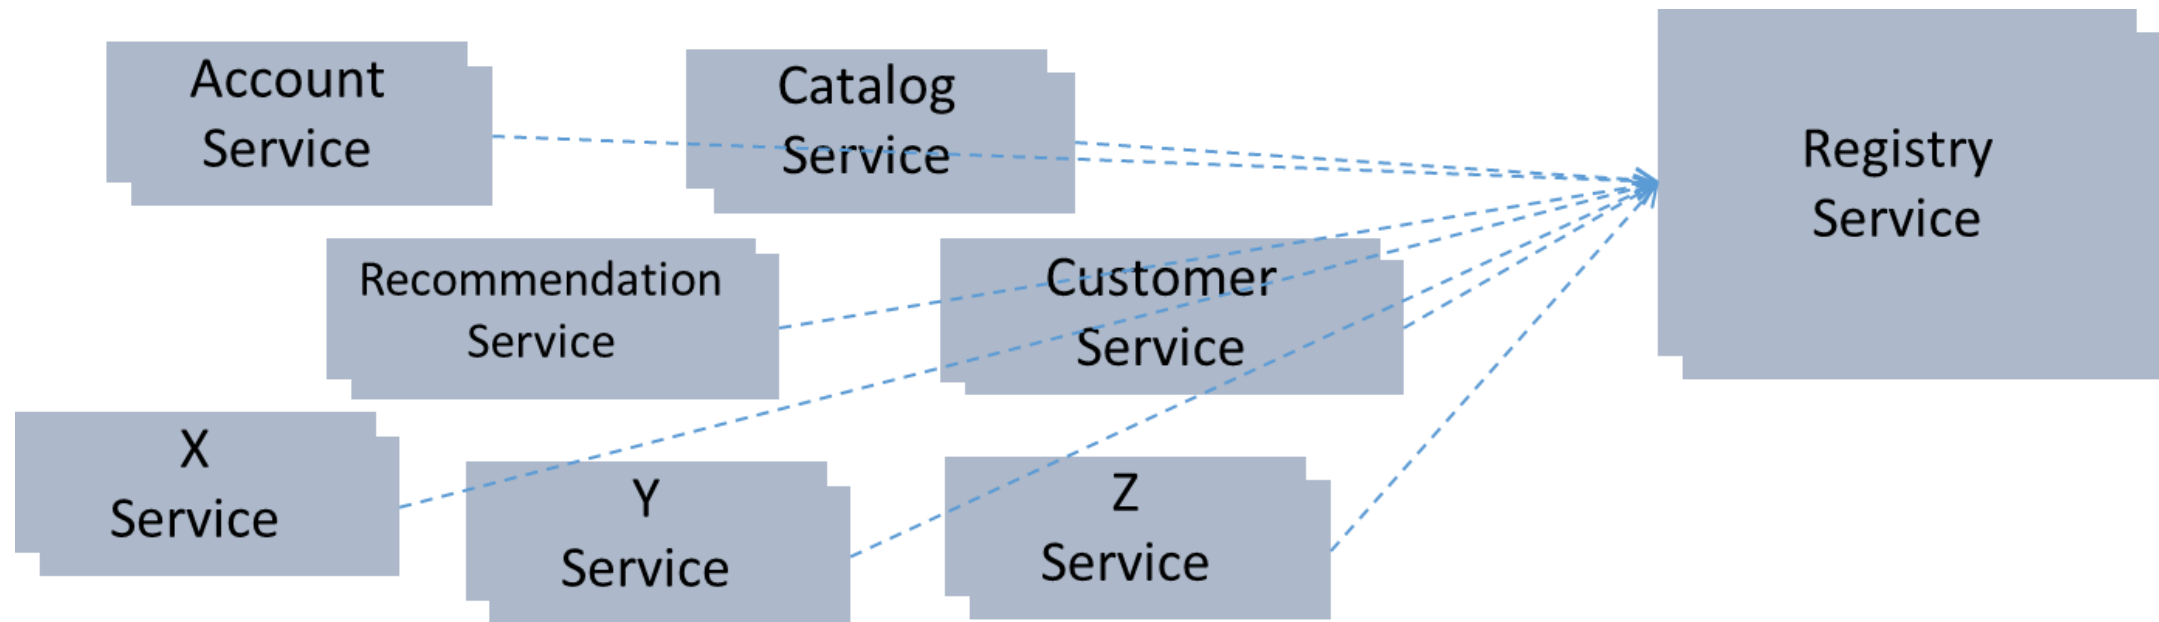 Account
Service
Catalog
Service
Registry
Service
Recommendation
Service
Customer
Service
X
Service
Y
Service
Z
Service